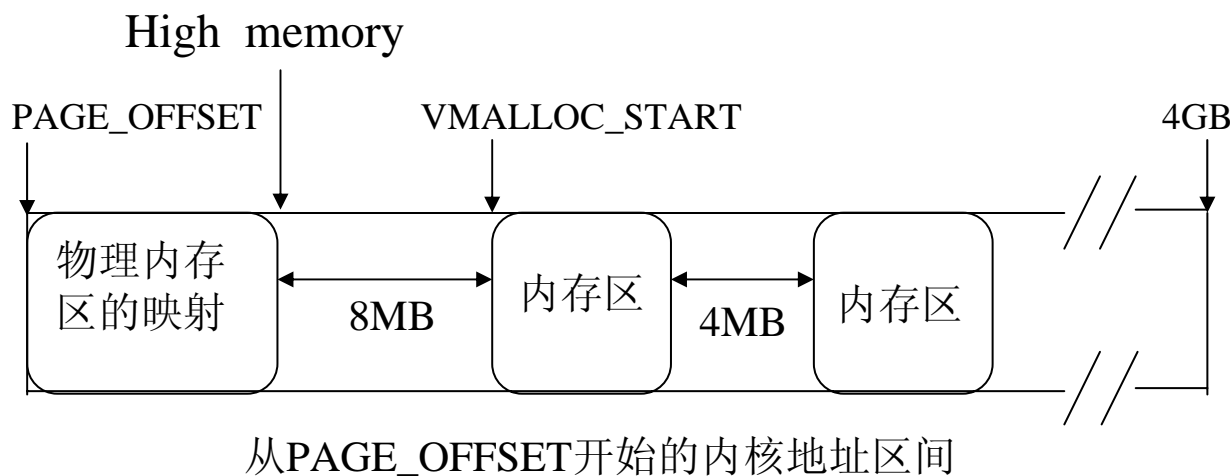 High memory
PAGE_OFFSET
VMALLOC_START
4GB
物理内存
区的映射
8MB
内存区
4MB
内存区
从PAGE_OFFSET开始的内核地址区间